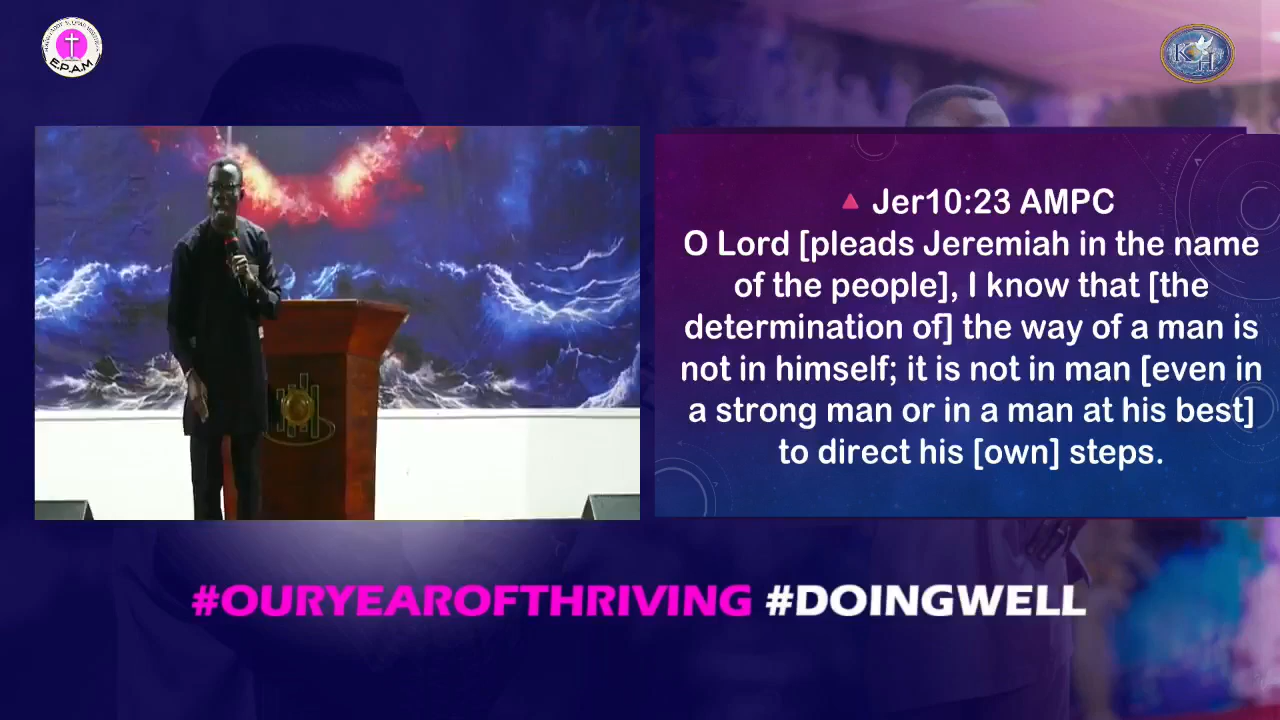 E.P.A.M
K H
Jer10:23 AMPC
O Lord [pleads Jeremiah in the name
of the people], I know that [the
determination of] the way of a man is
not in himself; it is not in man [even in
a strong man or in a man at his best]
to direct his [own] steps.
#OURYEAROFTHRIVING #DOINGWELL